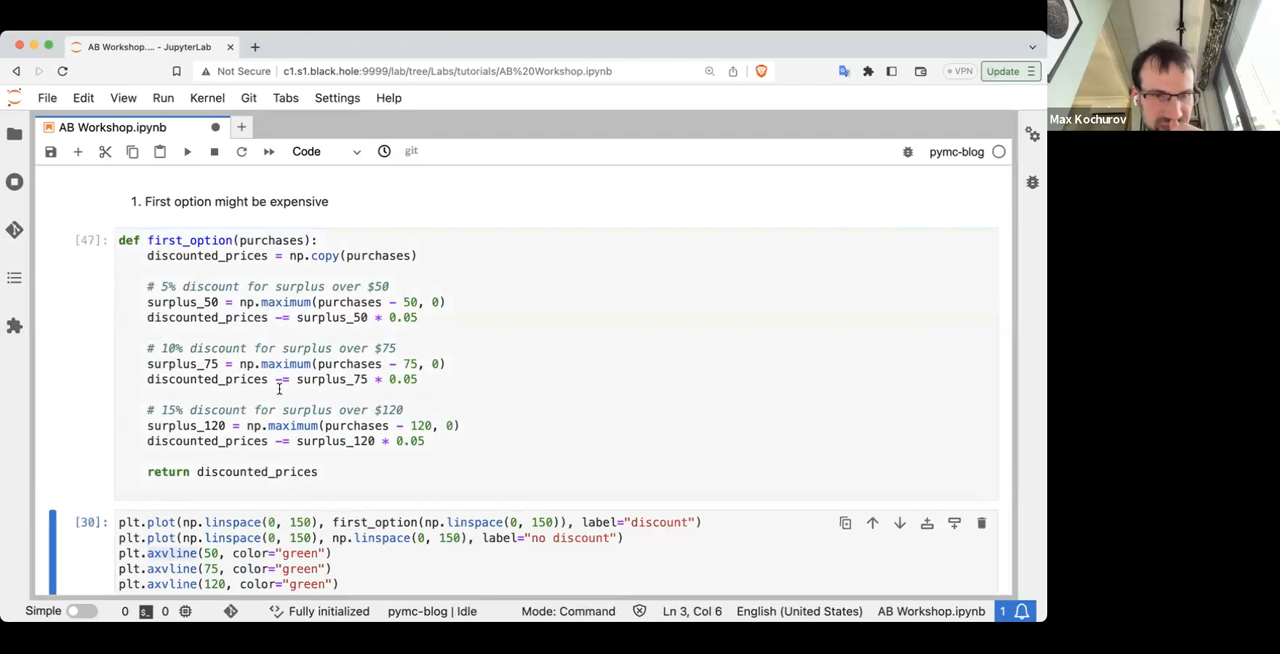 AB Workshop.... - JupyterLab
Not Secure c1.s1.black.hole:9999/lab/tree/Labs/tutorials/AB%20Workshop.ipynb
VPN
Update
Max Kochurov
File Edit View Run Kernel Git Tabs Settings Help
AB Workshop.ipynb
Code
git
pymc-blog
1. First option might be expensive
[47]: def first_option(purchases):
discounted_prices = np.copy(purchases)
# 5% discount for surplus over $50
surplus_50 = np.maximum(purchases - 50, 0)
discounted_prices -= surplus_50 * 0.05
# 10% discount for surplus over $75
surplus_75 = np.maximum(purchases - 75, 0)
discounted_prices -= surplus_75 * 0.05
# 15% discount for surplus over $120
surplus_120 = np.maximum(purchases - 120, 0)
discounted_prices -= surplus_120 * 0.05
return discounted_prices
[30]: plt.plot(np.linspace(0, 150), first_option(np.linspace(0, 150)), label="discount")
plt.plot(np.linspace(0, 150), np.linspace(0, 150), label="no discount")
plt.axvline(50, color="green")
plt.axvline(75, color="green")
plt.axvline(120, color="green")
Simple 0 0 Fully initialized pymc-blog | Idle Mode: Command Ln 3, Col 6 English (United States) AB Workshop.ipynb 1